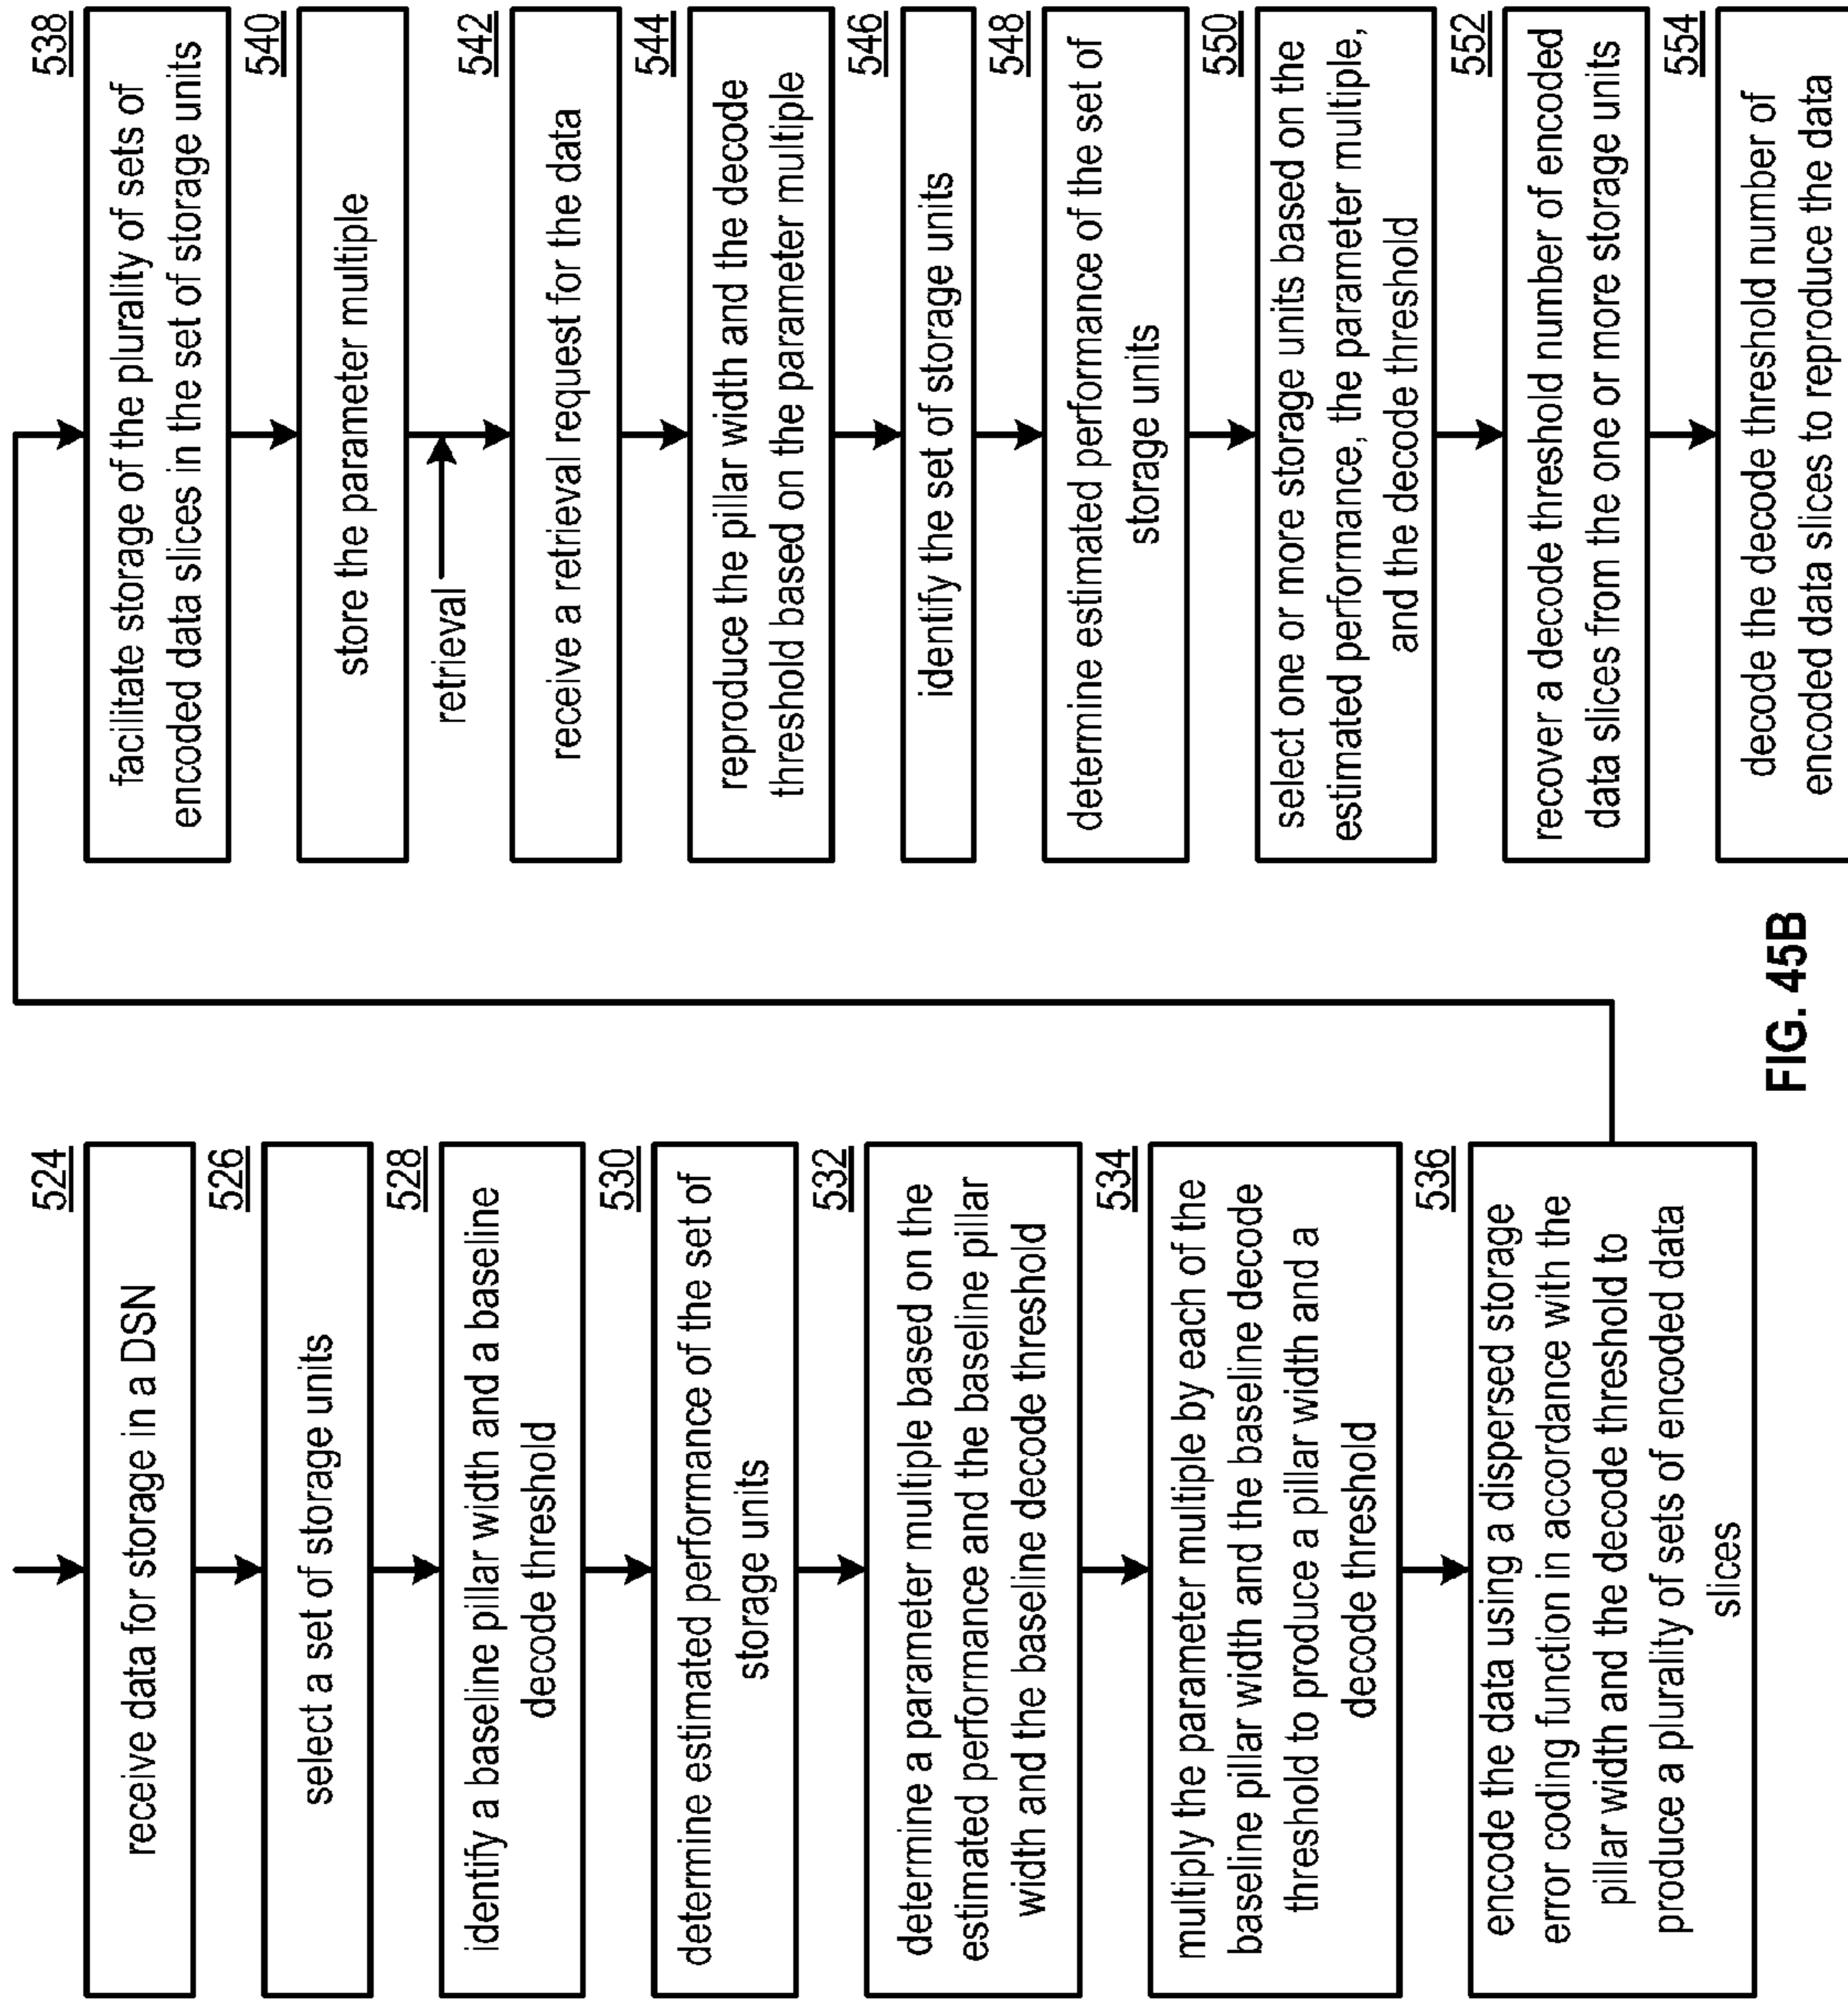 524
receive data for storage in a DSN
526
select a set of storage units
528
identify a baseline pillar width and a baseline
decode threshold
530
determine estimated performance of the set of
storage units
532
determine a parameter multiple based on the
estimated performance and the baseline pillar
width and the baseline decode threshold
534
multiply the parameter multiple by each of the
baseline pillar width and the baseline decode
threshold to produce a pillar width and a
decode threshold
536
encode the data using a dispersed storage
error coding function in accordance with the
pillar width and the decode threshold to
produce a plurality of sets of encoded data
slices
538
facilitate storage of the plurality of sets of
encoded data slices in the set of storage units
540
store the parameter multiple
retrieval
542
receive a retrieval request for the data
544
reproduce the pillar width and the decode
threshold based on the parameter multiple
546
identify the set of storage units
548
determine estimated performance of the set of
storage units
550
select one or more storage units based on the
estimated performance, the parameter multiple,
and the decode threshold
552
recover a decode threshold number of encoded
data slices from the one or more storage units
554
decode the decode threshold number of
encoded data slices to reproduce the data
FIG. 45B